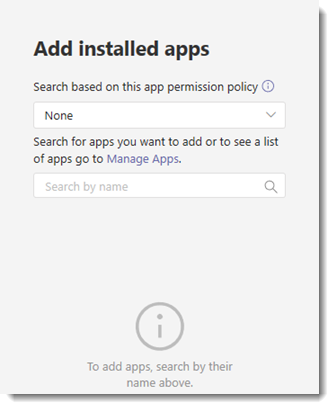 Add installed apps
Search based on this app permission policy
None
Search for apps you want to add or to see a list
of apps go to Manage Apps.
Search by name
To add apps, search by their
name above.